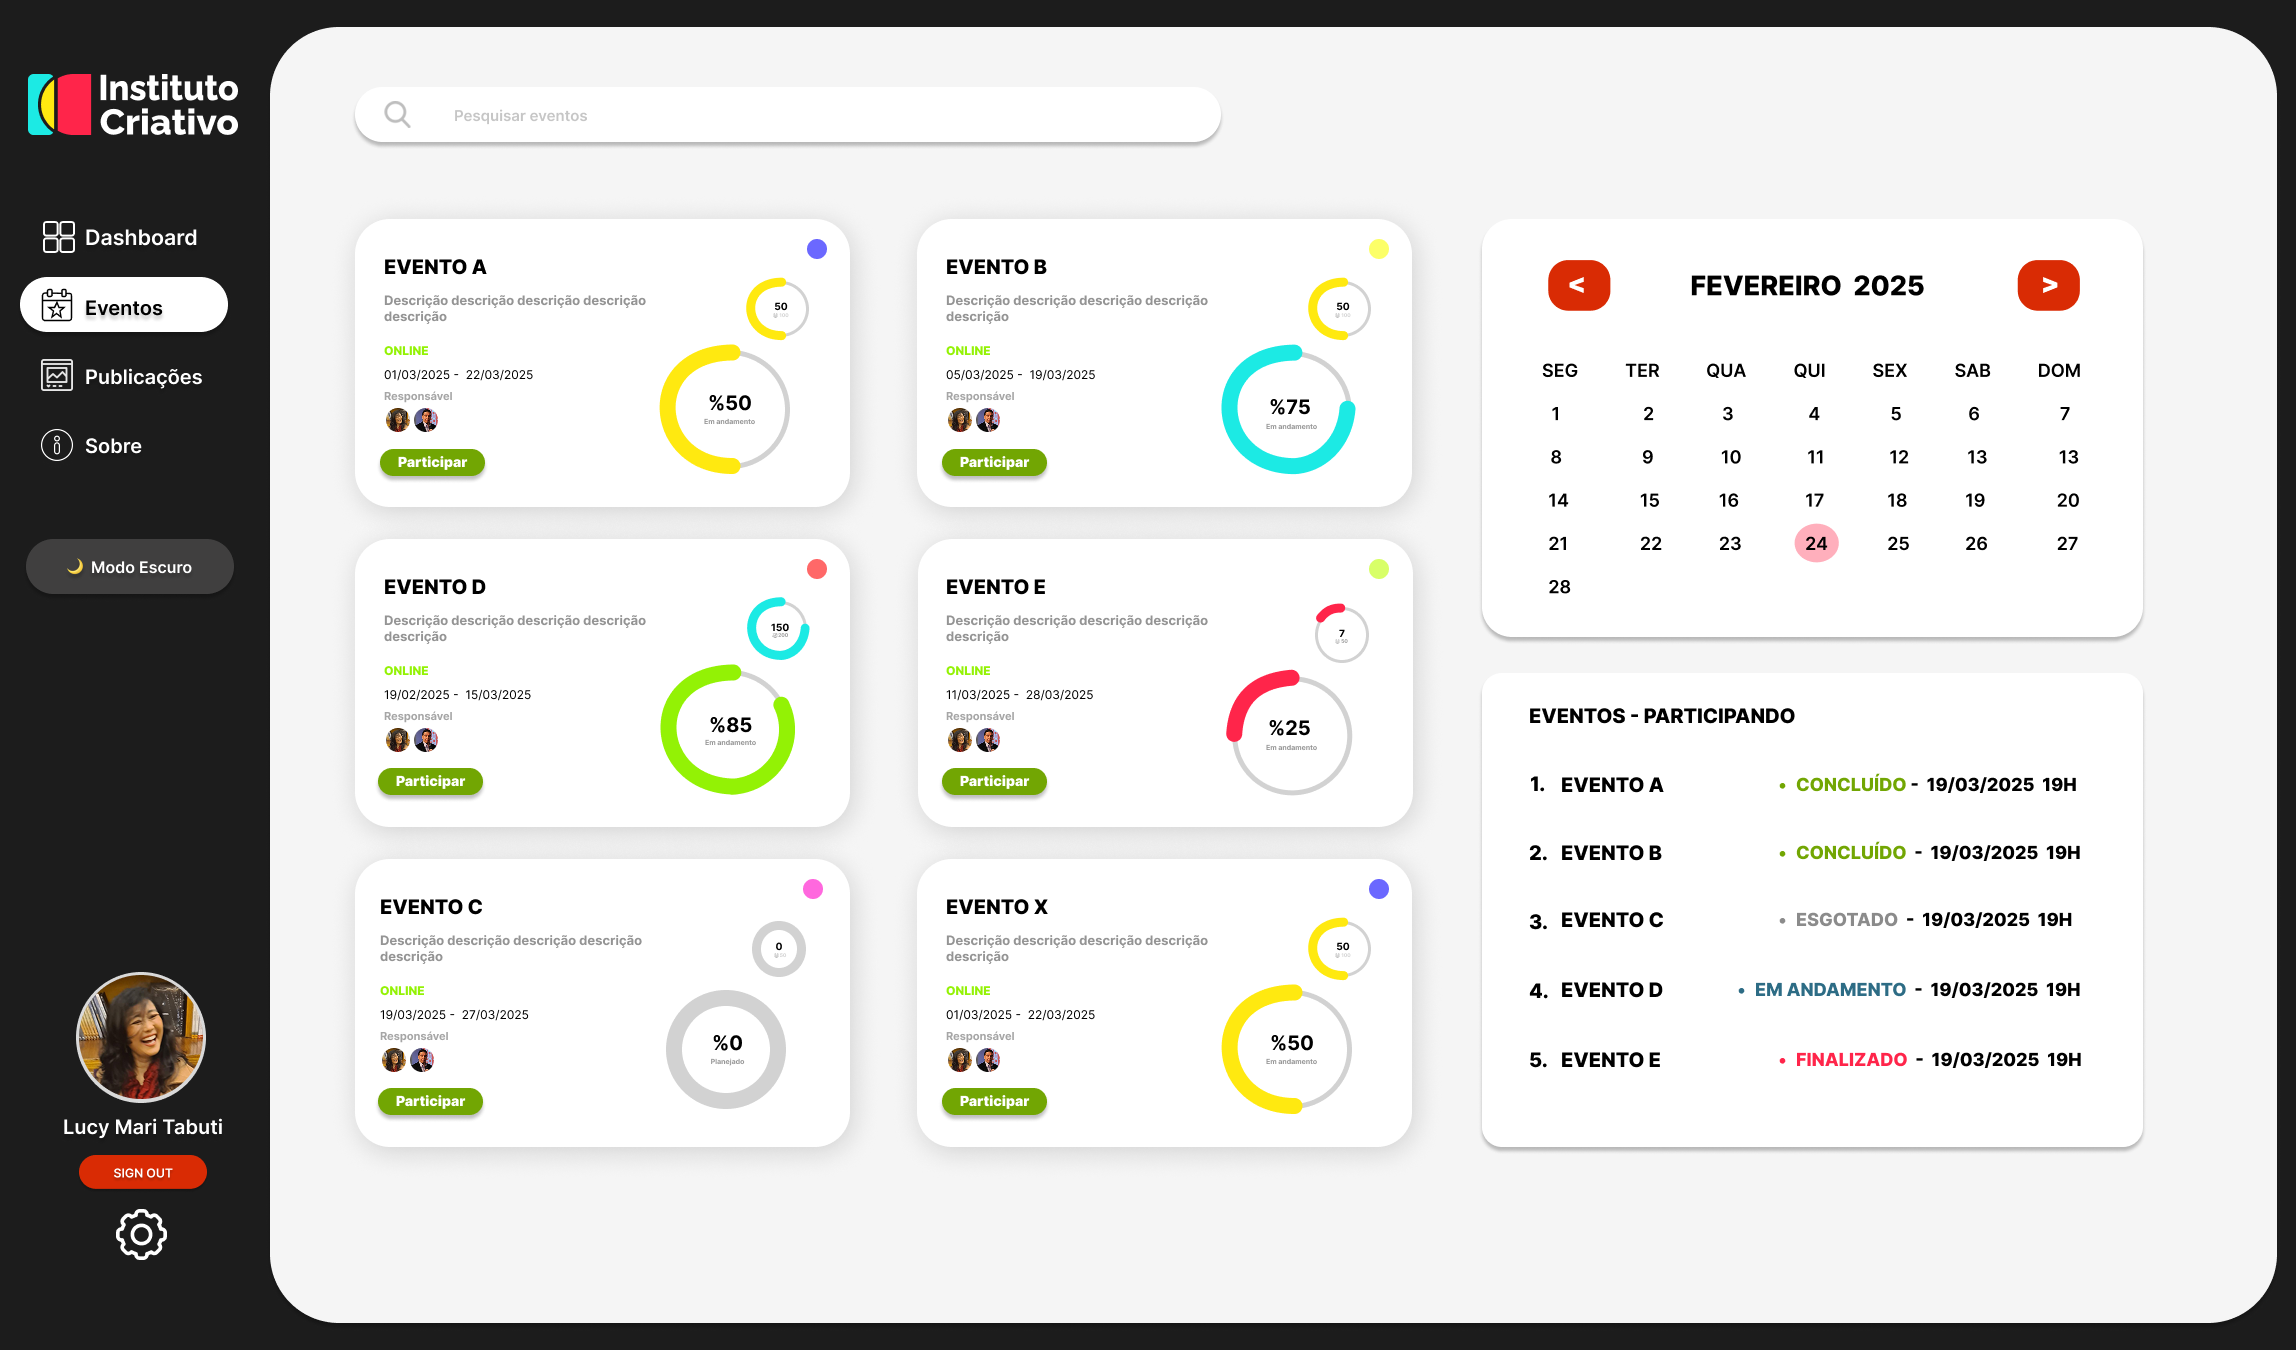 Instituto
Criativo
Dashboard
Eventos
Publicações
Sobre
Modo Escuro
Lucy Mari Tabuti
SIGN OUT
Pesquisar eventos
EVENTO A
Descrição descrição descrição descrição
descrição
ONLINE
01/03/2025 - 22/03/2025
Responsável
Participar
50
%50
Em andamento
EVENTO B
Descrição descrição descrição descrição
descrição
ONLINE
05/03/2025 - 19/03/2025
Responsável
Participar
50
%75
Em andamento
EVENTO D
Descrição descrição descrição descrição
descrição
ONLINE
19/02/2025 - 15/03/2025
Responsável
Participar
150
%85
Em andamento
EVENTO E
Descrição descrição descrição descrição
descrição
ONLINE
11/03/2025 - 28/03/2025
Responsável
Participar
7
%25
Em andamento
EVENTO C
Descrição descrição descrição descrição
descrição
ONLINE
19/03/2025 - 27/03/2025
Responsável
Participar
0
%0
Planejado
EVENTO X
Descrição descrição descrição descrição
descrição
ONLINE
01/03/2025 - 22/03/2025
Responsável
Participar
50
%50
Em andamento
< FEVEREIRO 2025 >
SEG TER QUA QUI SEX SAB DOM
1 2 3 4 5 6 7
8 9 10 11 12 13 13
14 15 16 17 18 19 20
21 22 23 24 25 26 27
28
EVENTOS - PARTICIPANDO
1. EVENTO A • CONCLUÍDO - 19/03/2025 19H
2. EVENTO B • CONCLUÍDO - 19/03/2025 19H
3. EVENTO C • ESGOTADO - 19/03/2025 19H
4. EVENTO D • EM ANDAMENTO - 19/03/2025 19H
5. EVENTO E • FINALIZADO - 19/03/2025 19H